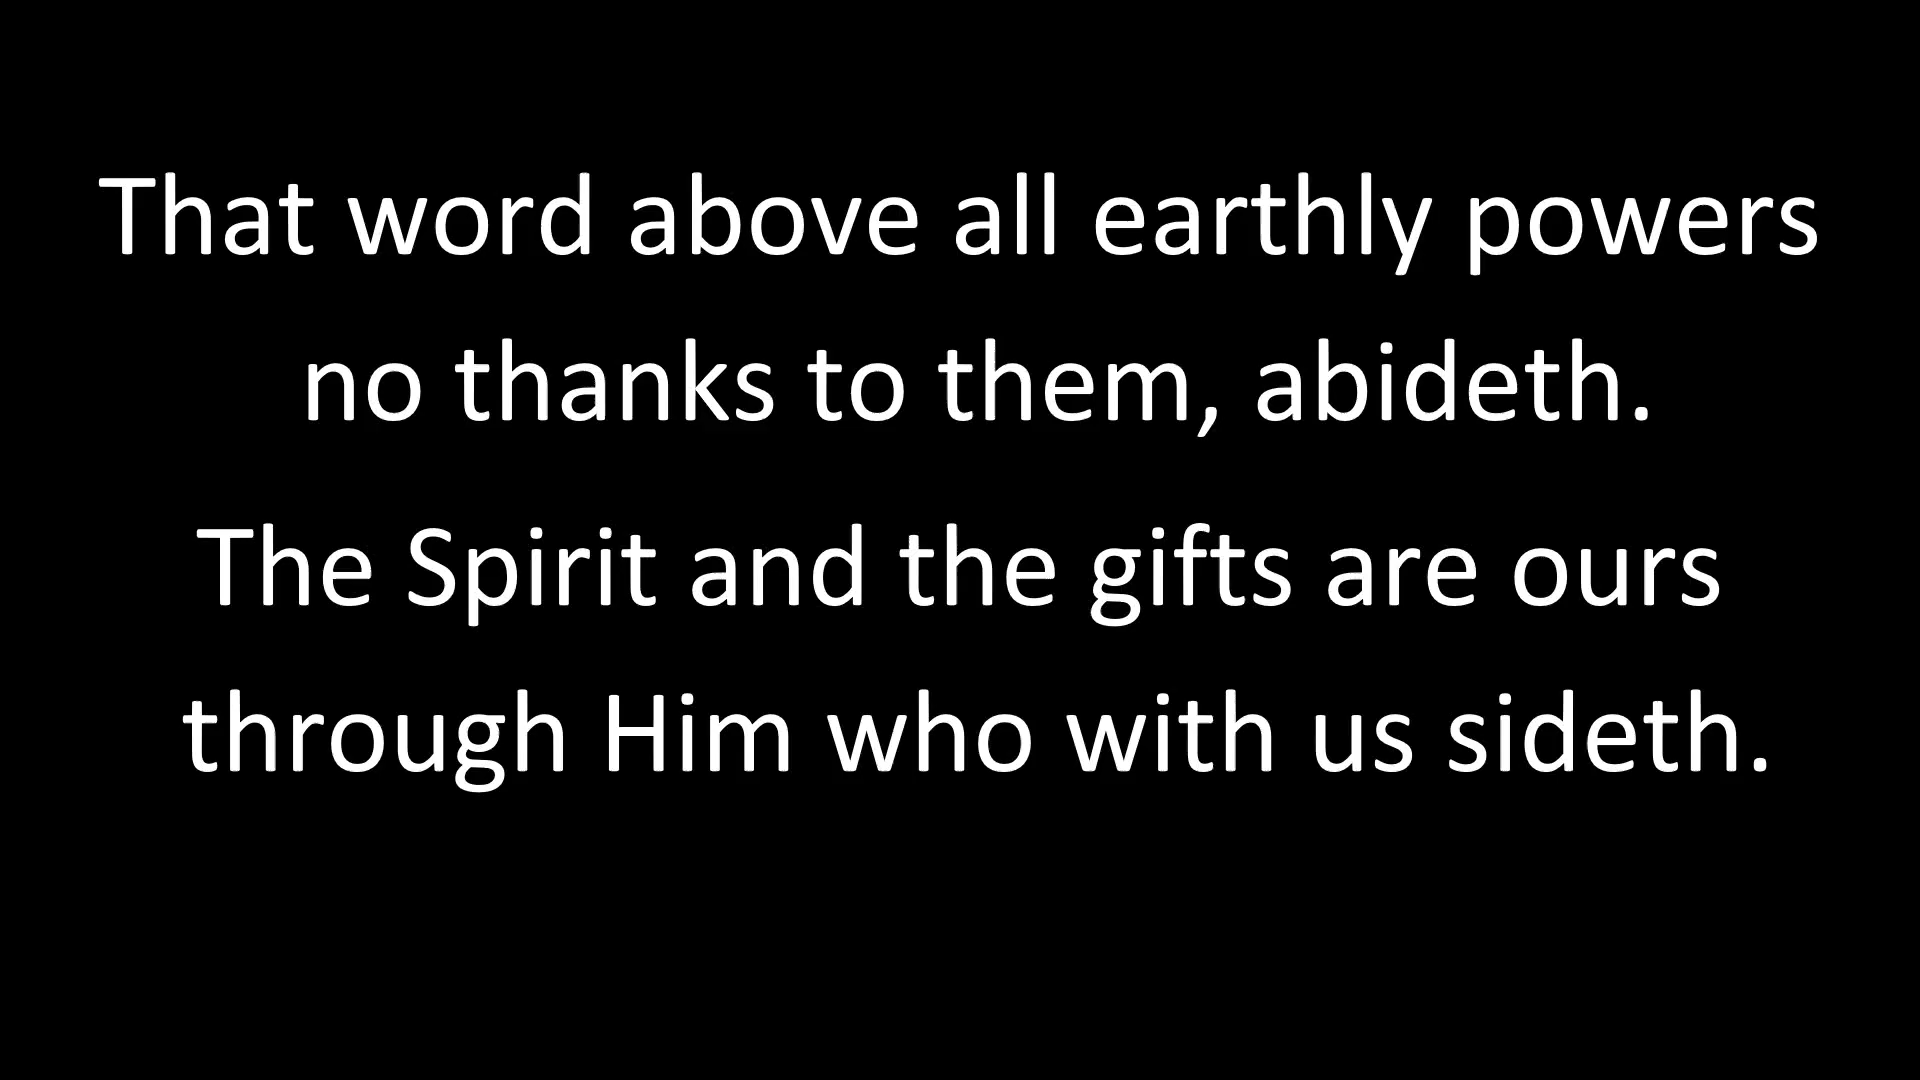 That word above all earthly powers
no thanks to them, abideth.
The Spirit and the gifts are ours
through Him who with us sideth.